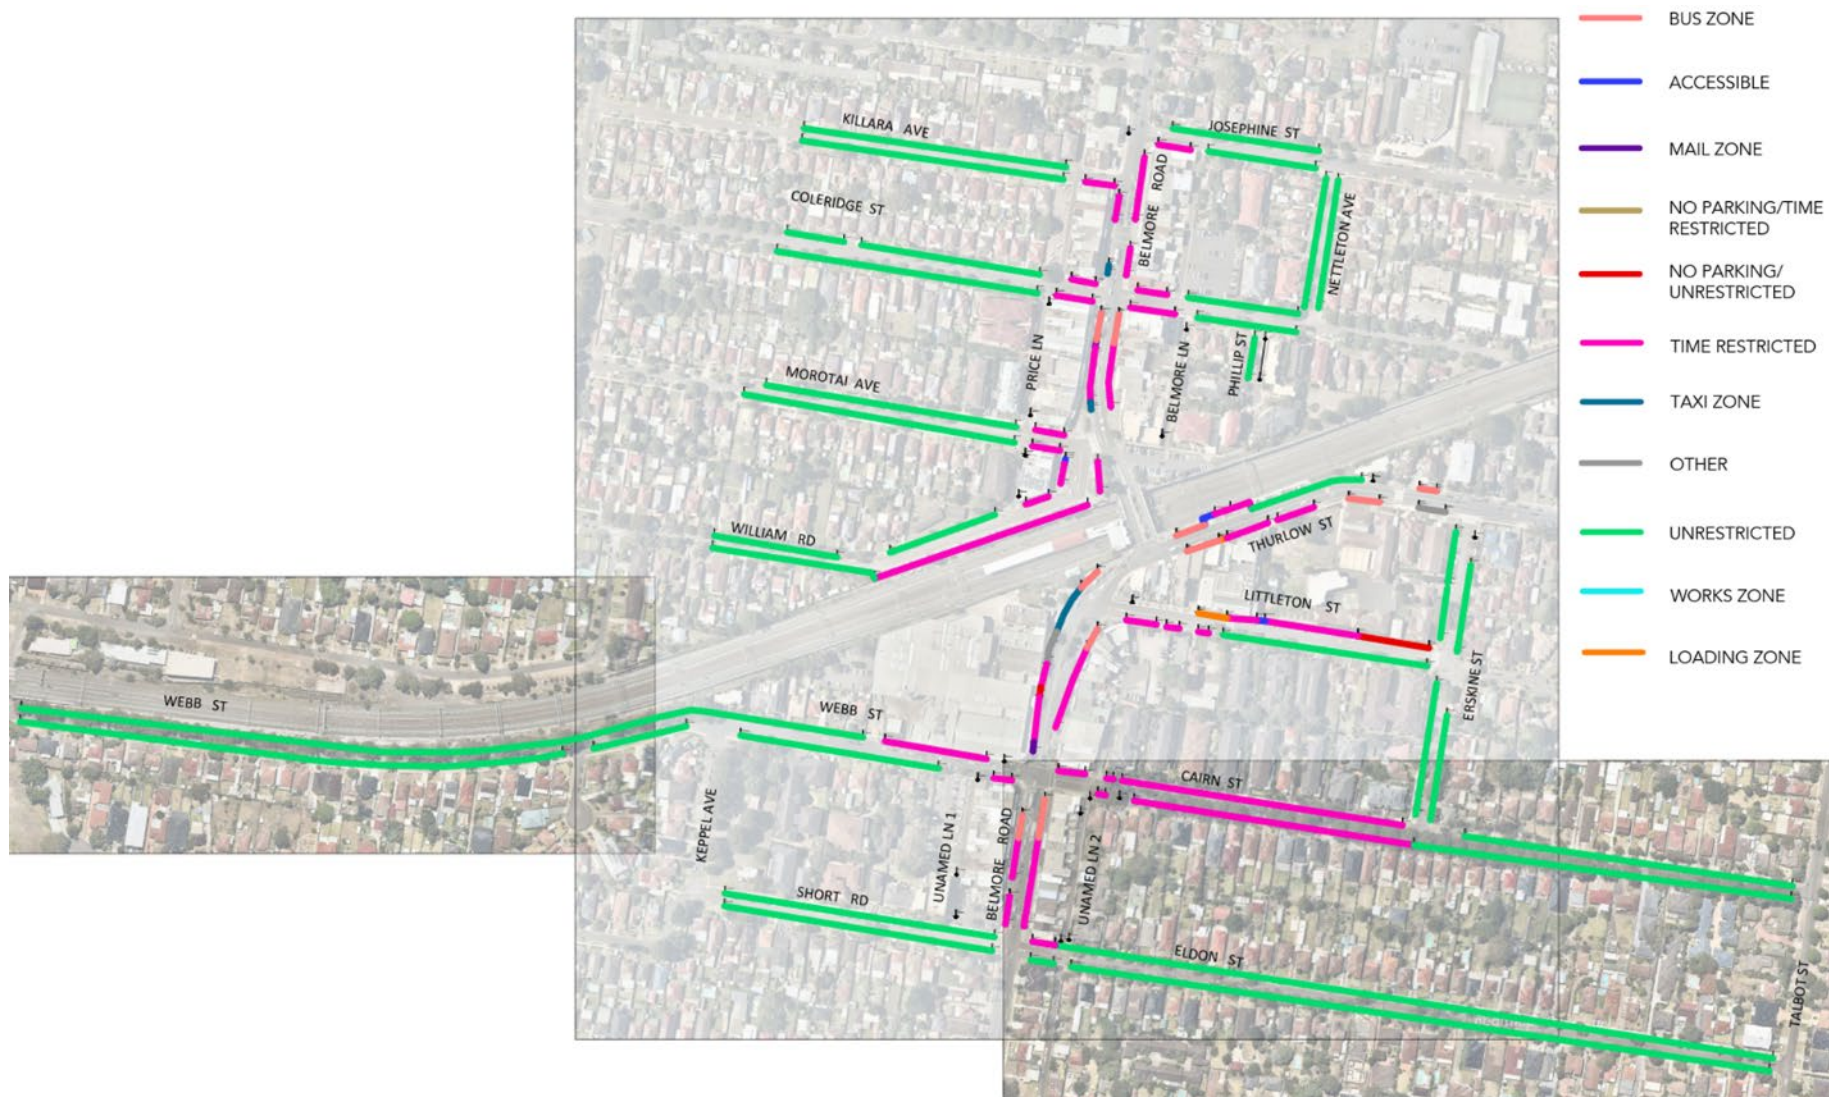 BUS ZONE
ACCESSIBLE
MAIL ZONE
NO PARKING/TIME
RESTRICTED
NO PARKING/
UNRESTRICTED
TIME RESTRICTED
TAXI ZONE
OTHER
UNRESTRICTED
WORKS ZONE
LOADING ZONE
KILLARA AVE
JOSEPHINE ST
BELMORE ROAD
COLERIDGE ST
NETTLETON AVE
PRICE LN
BELMORE LN
PHILLIP ST
MOROTAI AVE
WILLIAM RD
THURLOW ST
LITTLETON ST
ERSKINE ST
WEBB ST
WEBB ST
CAIRN ST
KEPPEL AVE
UNAMED LN 1
BELMORE ROAD
UNAMED LN 2
SHORT RD
ELDON ST
TALBOT ST